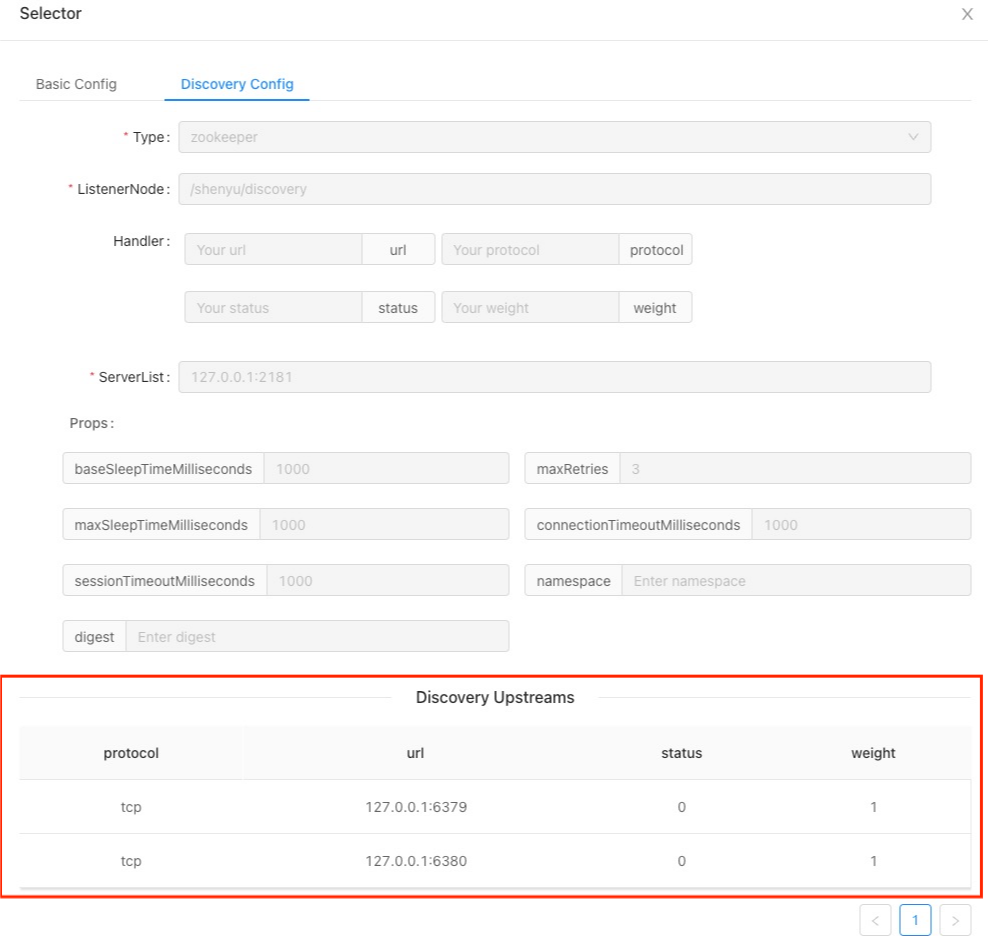 Selector X
Basic Config Discovery Config
* Type : zookeeper
* ListenerNode : /shenyu/discovery
Handler : Your url url Your protocol protocol
Your status status Your weight weight
* ServerList : 127.0.0.1:2181
Props :
baseSleepTimeMilliseconds 1000 maxRetries 3
maxSleepTimeMilliseconds 1000 connectionTimeoutMilliseconds 1000
sessionTimeoutMilliseconds 1000 namespace Enter namespace
digest Enter digest
Discovery Upstreams
protocol url status weight
tcp 127.0.0.1:6379 0 1
tcp 127.0.0.1:6380 0 1
< 1 >